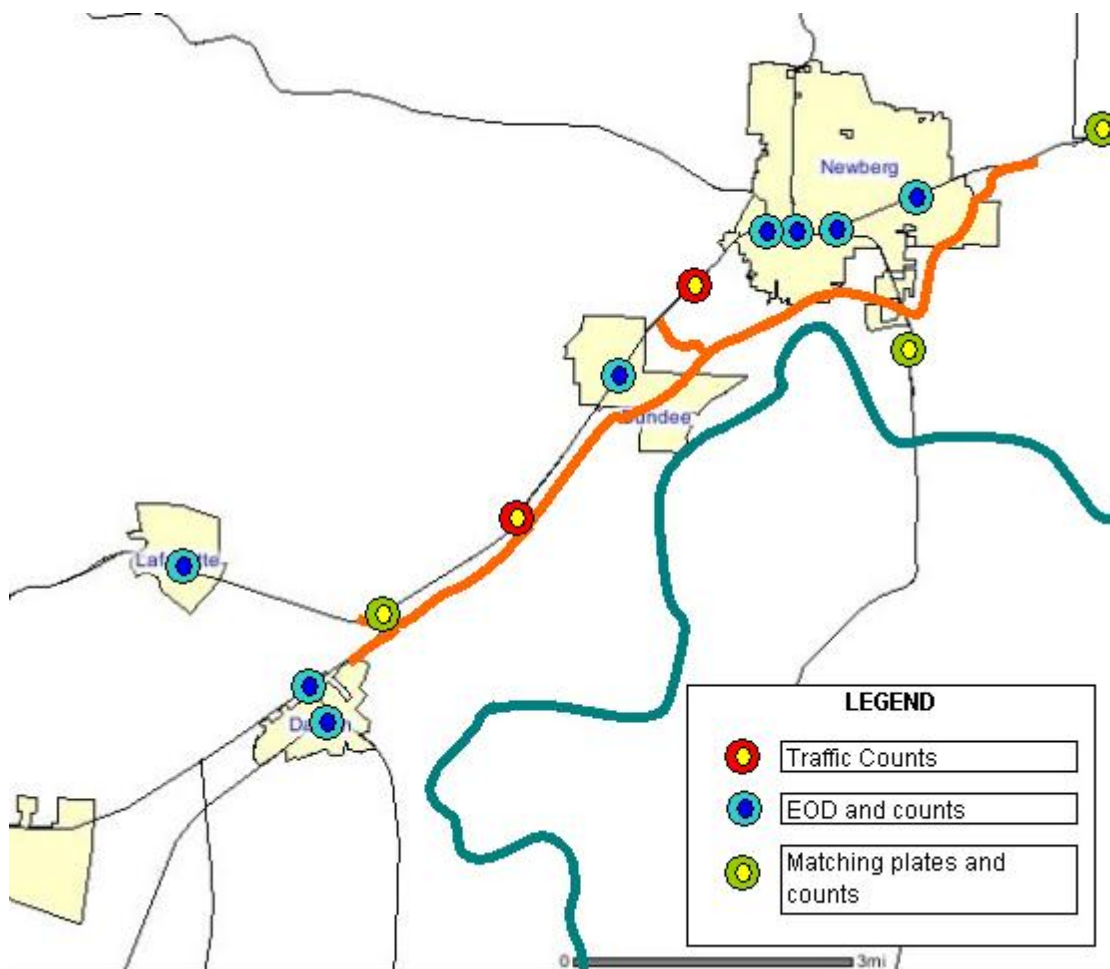 Newberg
Dundee
LEGEND
Traffic Counts
EOD and counts
Matching plates and
counts
0 3mi